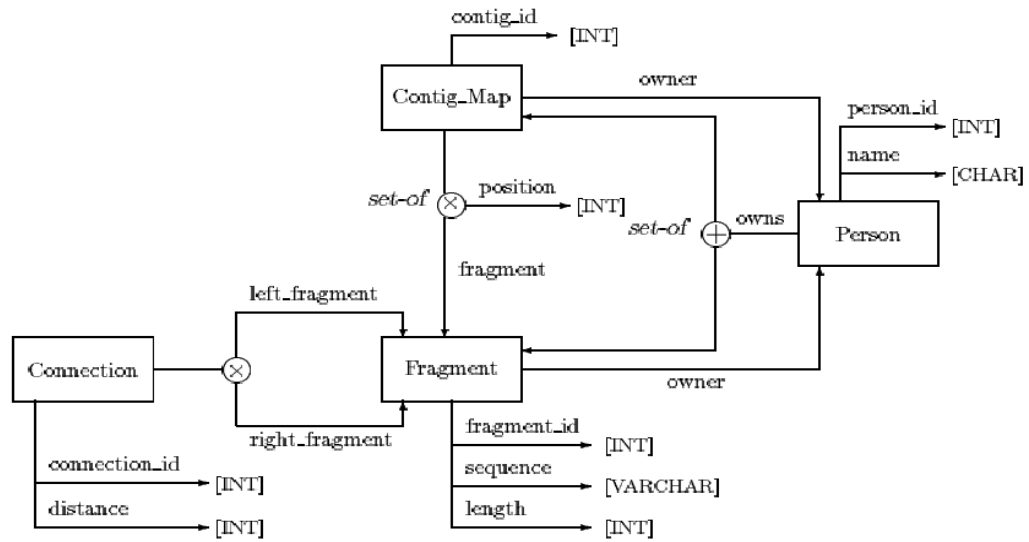 contig_id
[INT]
Contig_Map
owner
person_id
[INT]
name
[CHAR]
set-of
position
[INT]
set-of
owns
Person
fragment
left_fragment
Connection
Fragment
owner
right_fragment
fragment_id
[INT]
connection_id
[INT]
sequence
[VARCHAR]
distance
[INT]
length
[INT]